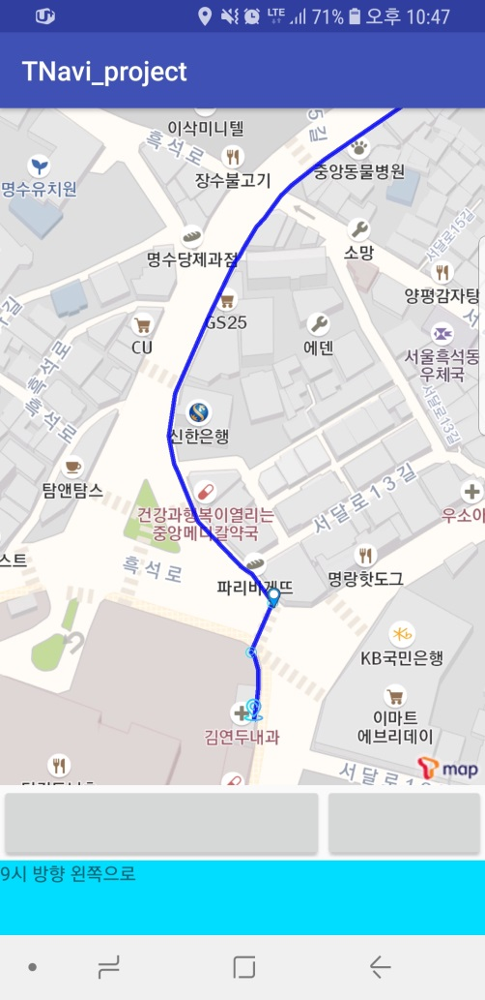 LTE 71% 오후 10:47
TNavi_project
이삭미니텔
흑석로
5길
장수불고기
중앙동물병원
명수유치원
서달로15길
명수당제과점
소망
양평감자탕
GS25
CU
에덴
서울흑석동
우체국
흑석로
서달로13길
신한은행
탐앤탐스
서달로13길
건강과행복이열리는
중앙메디칼약국
우소이
스트
흑석로
파리바게뜨
명랑핫도그
KB국민은행
이마트
에브리데이
김연두내과
T map
서달로
9시 방향 왼쪽으로